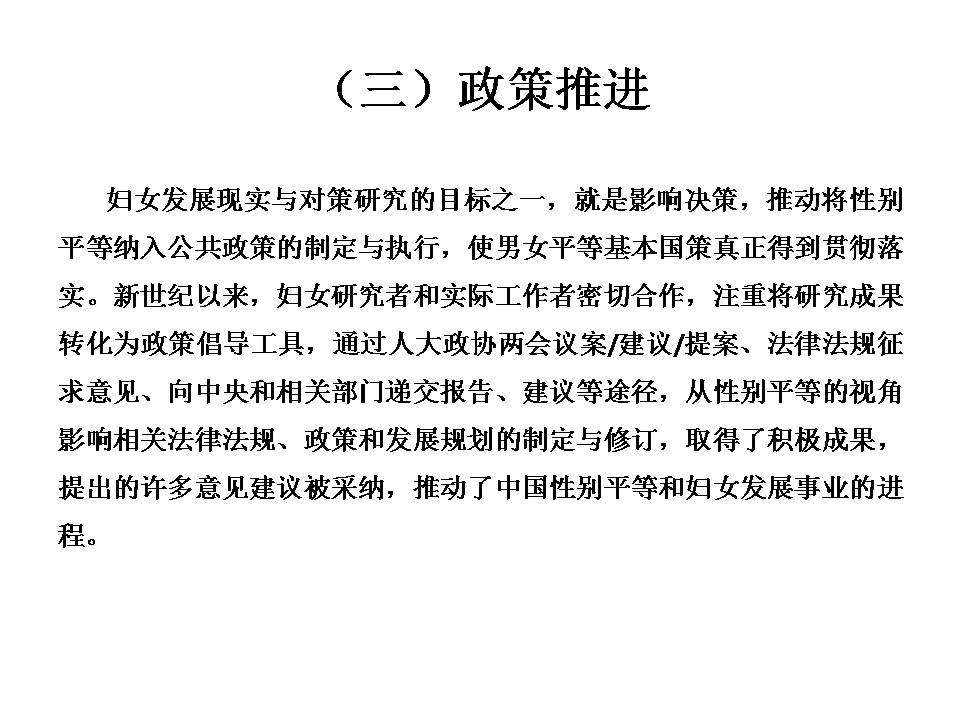 （三）政策推进
妇女发展现实与对策研究的目标之一，就是影响决策，推动将性别
平等纳入公共政策的制定与执行，使男女平等基本国策真正得到贯彻落
实。新世纪以来，妇女研究者和实际工作者密切合作，注重将研究成果
转化为政策倡导工具，通过人大政协两会议案/建议/提案、法律法规征
求意见、向中央和相关部门递交报告、建议等途径，从性别平等的视角
影响相关法律法规、政策和发展规划的制定与修订，取得了积极成果，
提出的许多意见建议被采纳，推动了中国性别平等和妇女发展事业的进
程。